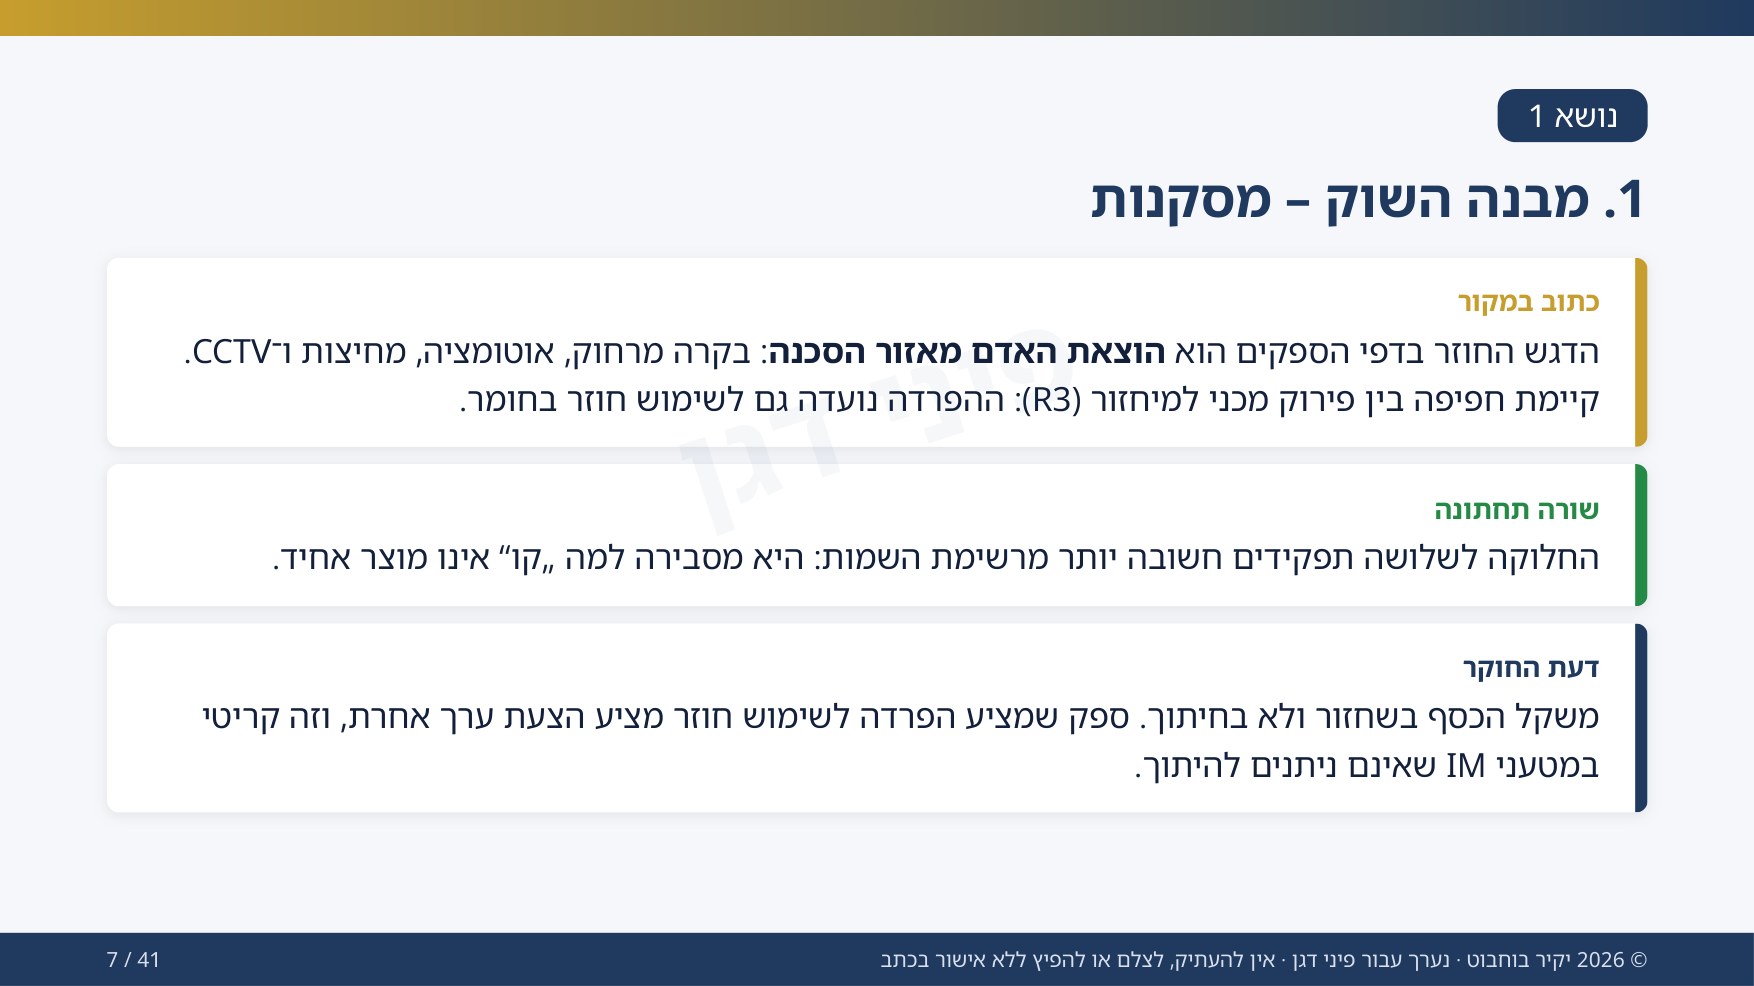 נושא 1
1. מבנה השוק – מסקנות
כתוב במקור
הדגש החוזר בדפי הספקים הוא הוצאת האדם מאזור הסכנה: בקרה מרחוק, אוטומציה, מחיצות ו־CCTV.
קיימת חפיפה בין פירוק מכני למיחזור (R3): ההפרדה נועדה גם לשימוש חוזר בחומר.
פיני דגן
שורה תחתונה
החלוקה לשלושה תפקידים חשובה יותר מרשימת השמות: היא מסבירה למה „קו“ אינו מוצר אחיד.
דעת החוקר
משקל הכסף בשחזור ולא בחיתוך. ספק שמציע הפרדה לשימוש חוזר מציע הצעת ערך אחרת, וזה קריטי
במטעני IM שאינם ניתנים להיתוך.
© 2026 יקיר בוחבוט · נערך עבור פיני דגן · אין להעתיק, לצלם או להפיץ ללא אישור בכתב
7 / 41